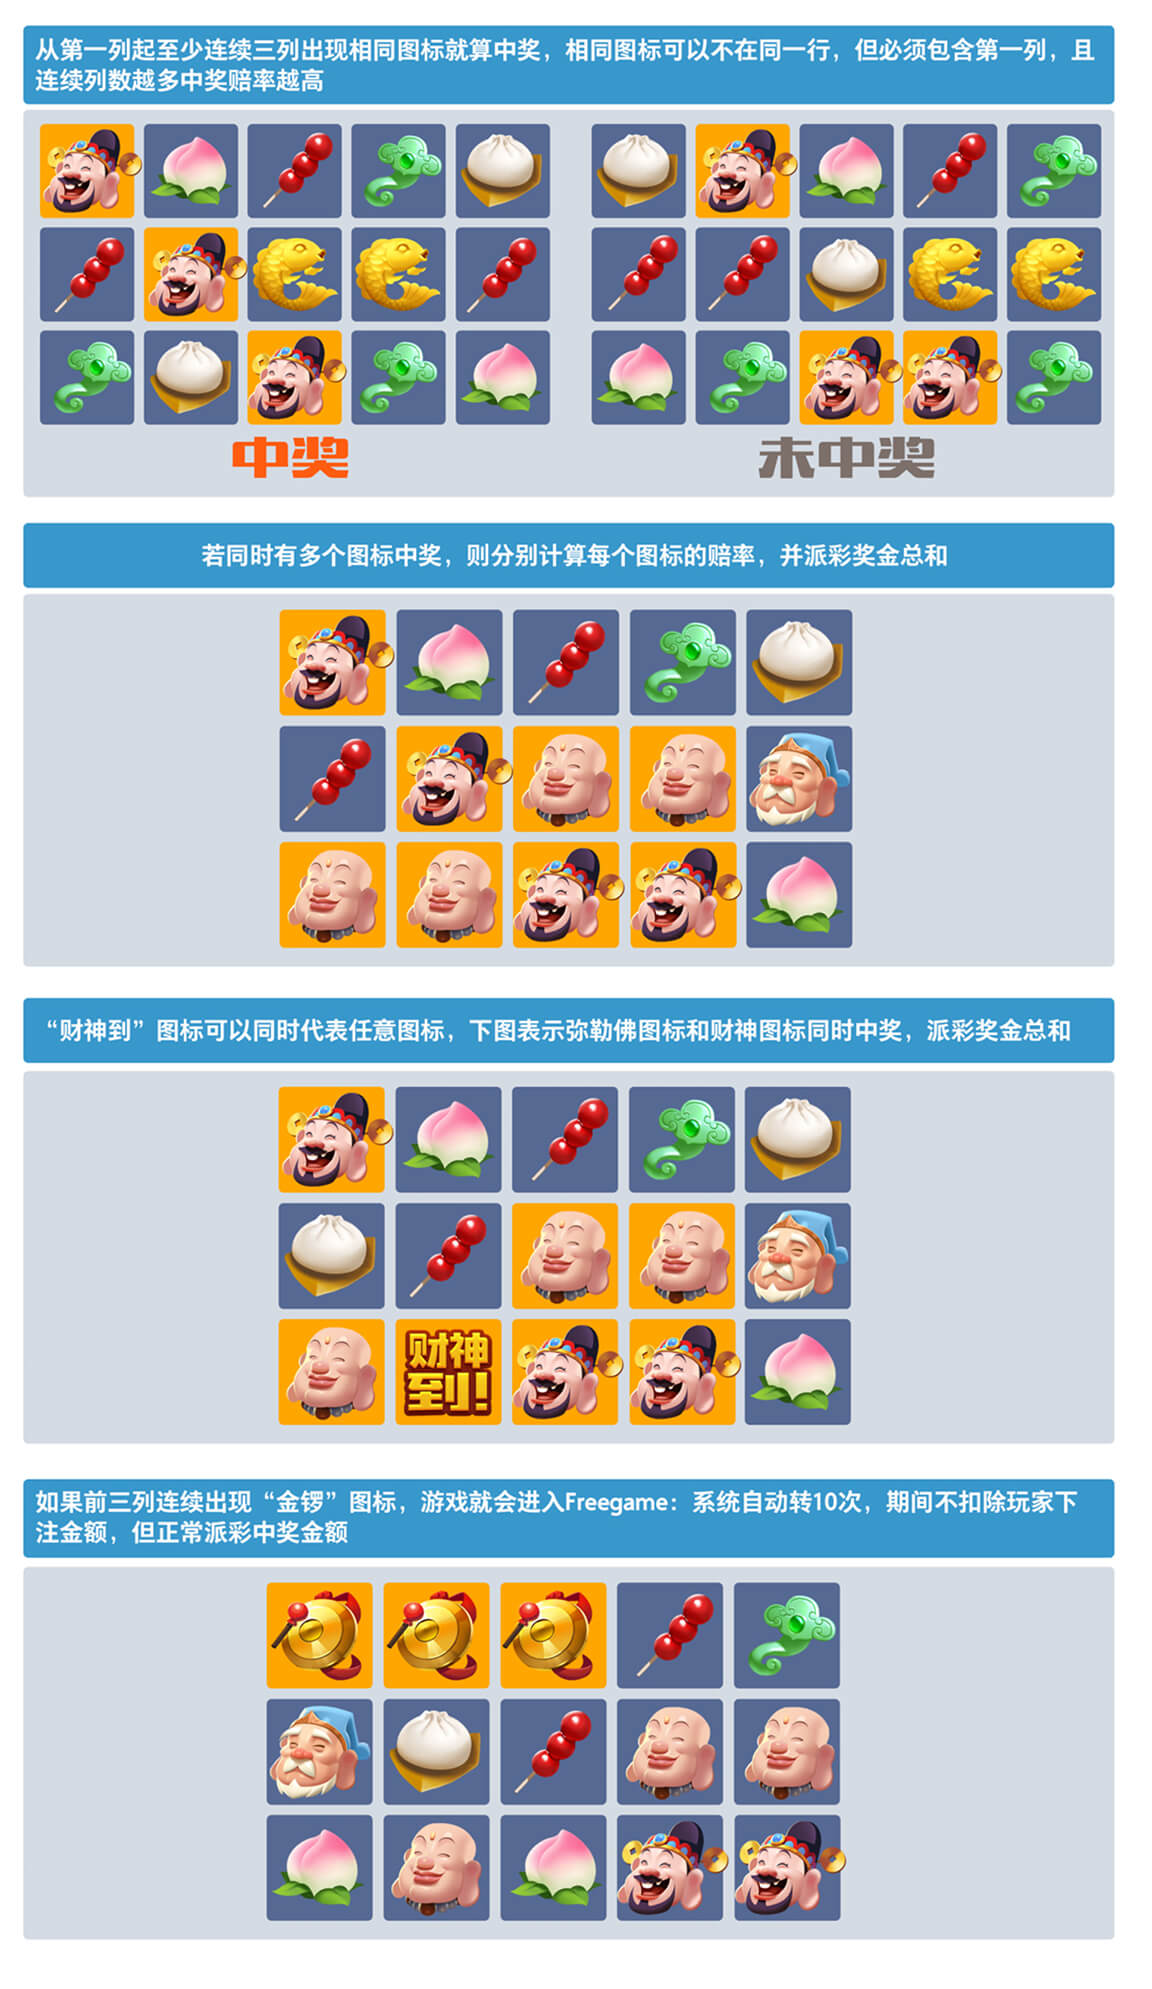 从第一列起至少连续三列出现相同图标就算中奖，相同图标可以不在同一行，但必须包含第一列，且
连续列数越多中奖赔率越高
中奖
未中奖
若同时有多个图标中奖，则分别计算每个图标的赔率，并派彩奖金总和
“财神到”图标可以同时代表任意图标，下图表示弥勒佛图标和财神图标同时中奖，派彩奖金总和
财神
到!
如果前三列连续出现“金锣”图标，游戏就会进入Freegame：系统自动转10次，期间不扣除玩家下
注金额，但正常派彩中奖金额